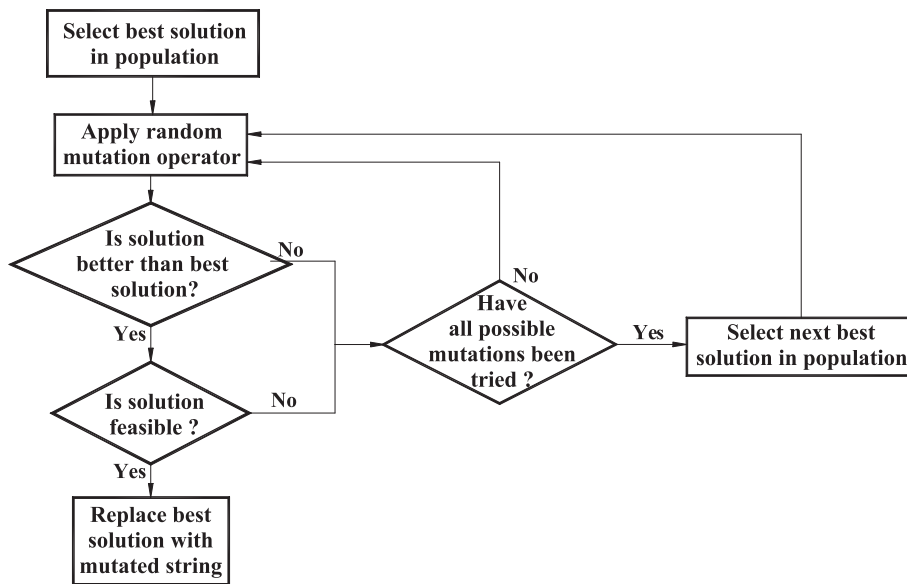 Select best solution
in population
Apply random
mutation operator
Is solution
better than best
solution?
No
Yes
Is solution
feasible ?
No
Yes
Replace best
solution with
mutated string
No
Have
all possible
mutations been
tried ?
Yes
Select next best
solution in population